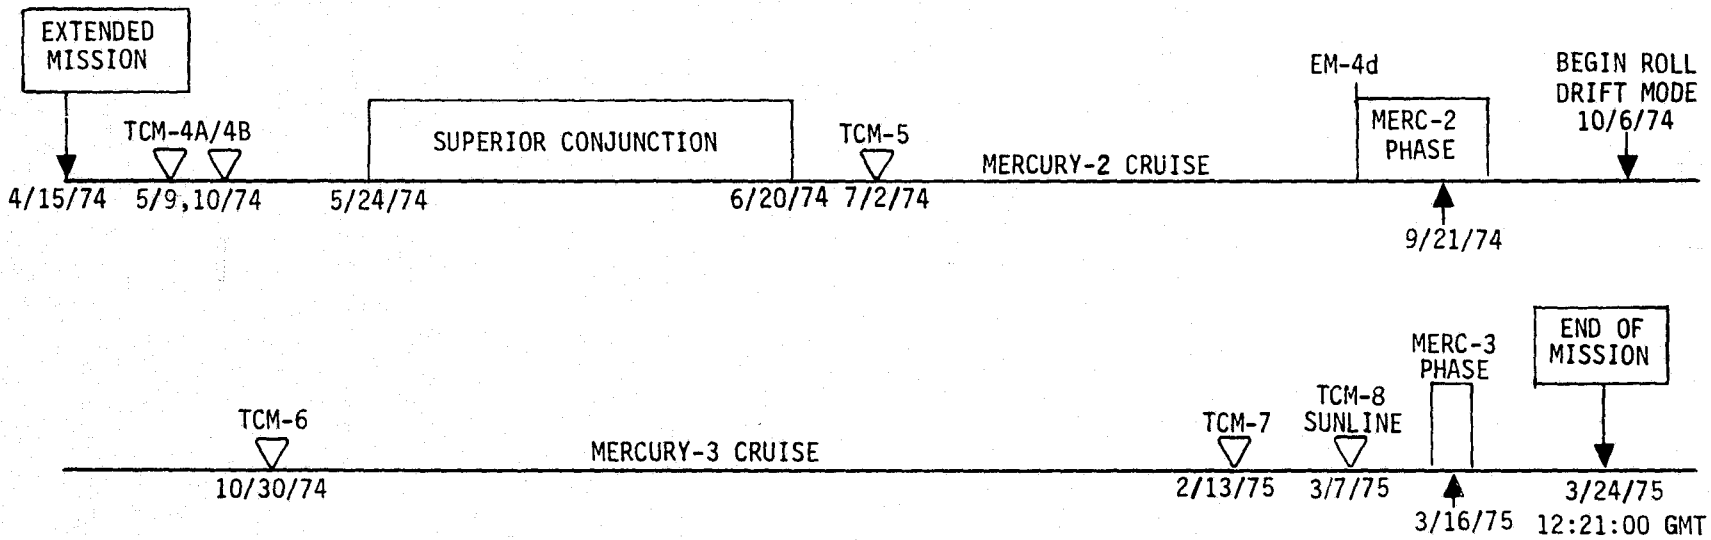 EXTENDED
MISSION
TCM-4A/4B
SUPERIOR CONJUNCTION
TCM-5
MERCURY-2 CRUISE
EM-4d
MERC-2
PHASE
BEGIN ROLL
DRIFT MODE
10/6/74
4/15/74
5/9,10/74
5/24/74
6/20/74
7/2/74
9/21/74
TCM-6
MERCURY-3 CRUISE
TCM-7
TCM-8
SUNLINE
MERC-3
PHASE
END OF
MISSION
10/30/74
2/13/75
3/7/75
3/16/75
3/24/75
12:21:00 GMT